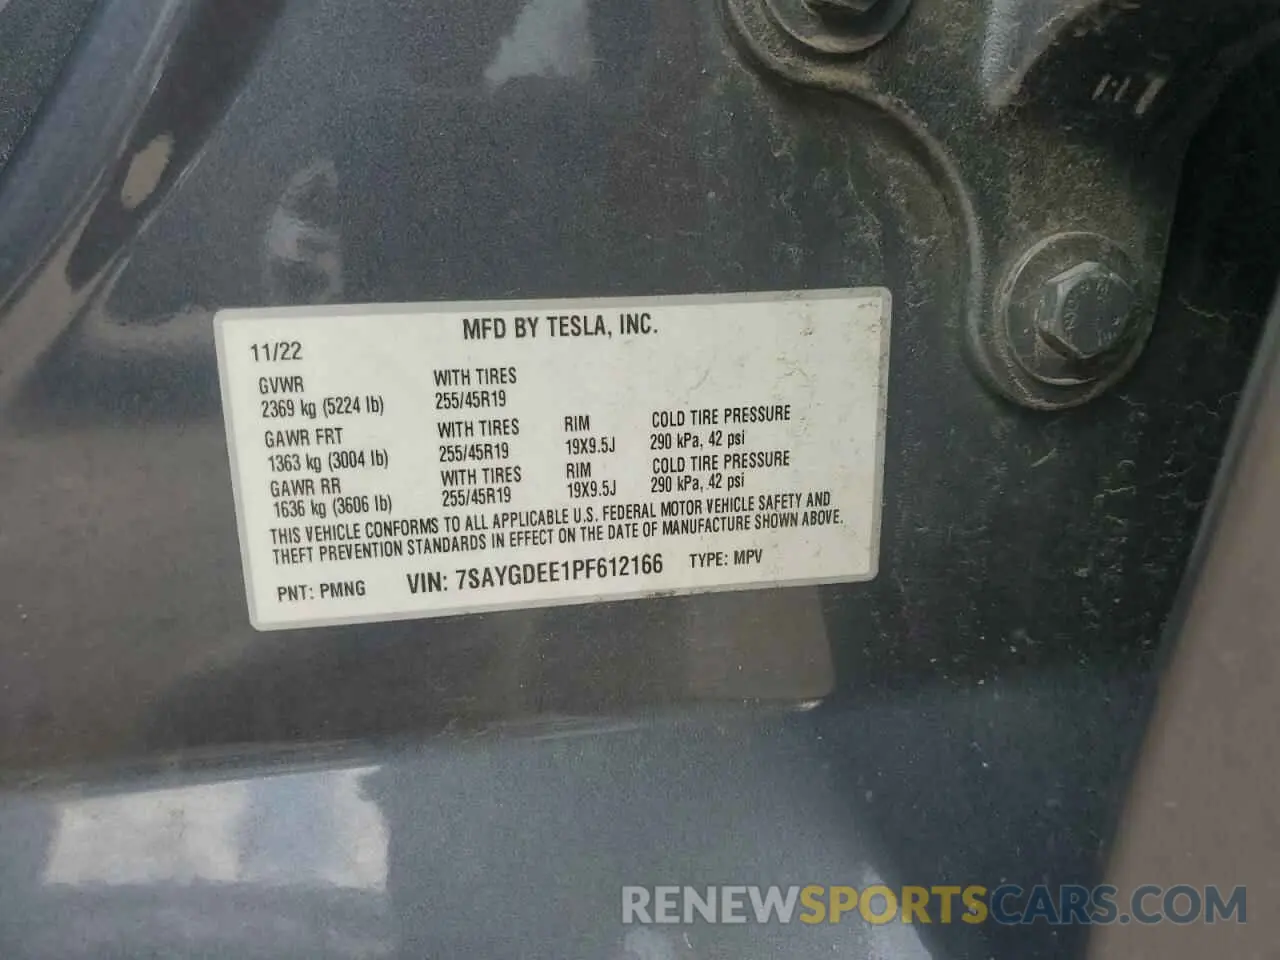 MFD BY TESLA, INC.
11/22
GVWR WITH TIRES
2369 kg (5224 lb) 255/45R19
GAWR FRT WITH TIRES RIM COLD TIRE PRESSURE
1363 kg (3004 lb) 255/45R19 19X9.5J 290 kPa, 42 psi
GAWR RR WITH TIRES RIM COLD TIRE PRESSURE
1636 kg (3606 lb) 255/45R19 19X9.5J 290 kPa, 42 psi
THIS VEHICLE CONFORMS TO ALL APPLICABLE U.S. FEDERAL MOTOR VEHICLE SAFETY AND
THEFT PREVENTION STANDARDS IN EFFECT ON THE DATE OF MANUFACTURE SHOWN ABOVE.
PNT: PMNG VIN: 7SAYGDEE1PF612166 TYPE: MPV
RENEWSPORTSCARS.COM